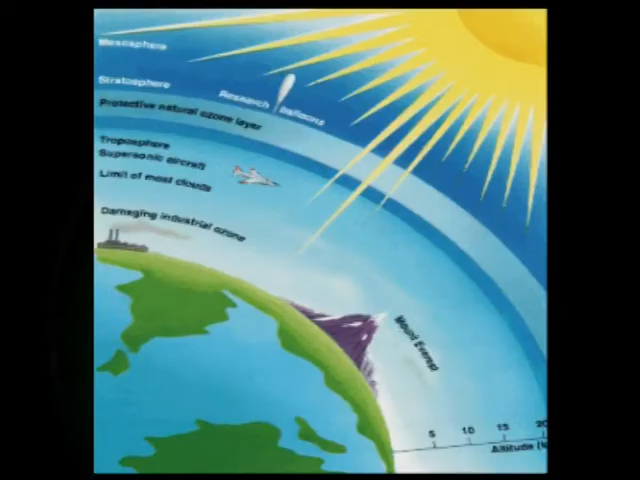 Mesosphere
Stratosphere
Research balloons
Protective natural ozone layer
Troposphere
Supersonic aircraft
Limit of most clouds
Damaging industrial ozone
Mount Everest
5 10 15 20
Altitude (k